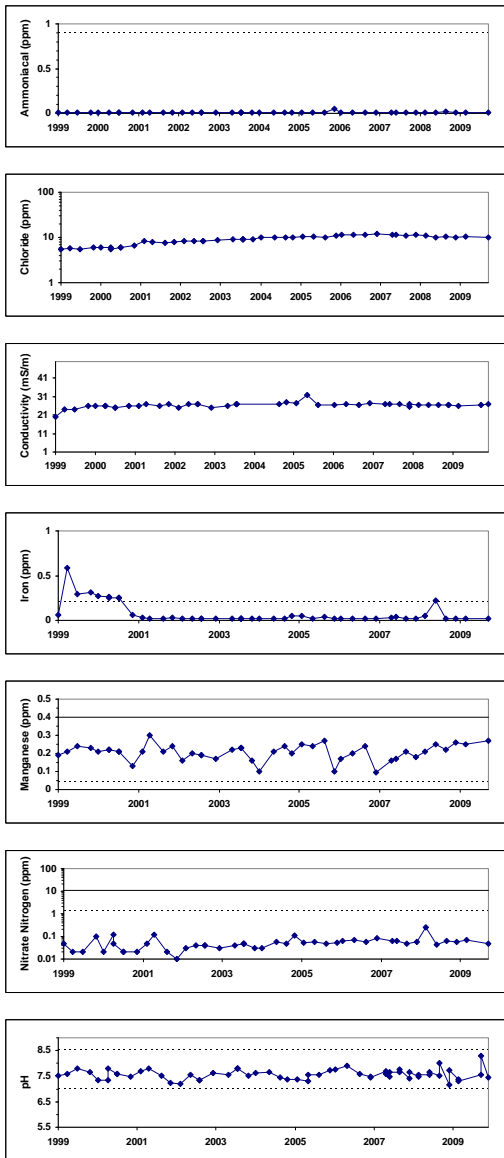 Ammoniacal (ppm)
1
0.5
0
1999 2000 2001 2002 2003 2004 2005 2006 2007 2008 2009
Chloride (ppm)
100
10
1
1999 2000 2001 2002 2003 2004 2005 2006 2007 2008 2009
Conductivity (mS/m)
41
31
21
11
1
1999 2000 2001 2002 2003 2004 2005 2006 2007 2008 2009
Iron (ppm)
1
0.5
0
1999 2001 2003 2005 2007 2009
Manganese (ppm)
0.5
0.4
0.3
0.2
0.1
0
1999 2001 2003 2005 2007 2009
Nitrate Nitrogen (ppm)
100
10
1
0.1
0.01
1999 2001 2003 2005 2007 2009
pH
8.5
7.5
6.5
5.5
1999 2001 2003 2005 2007 2009